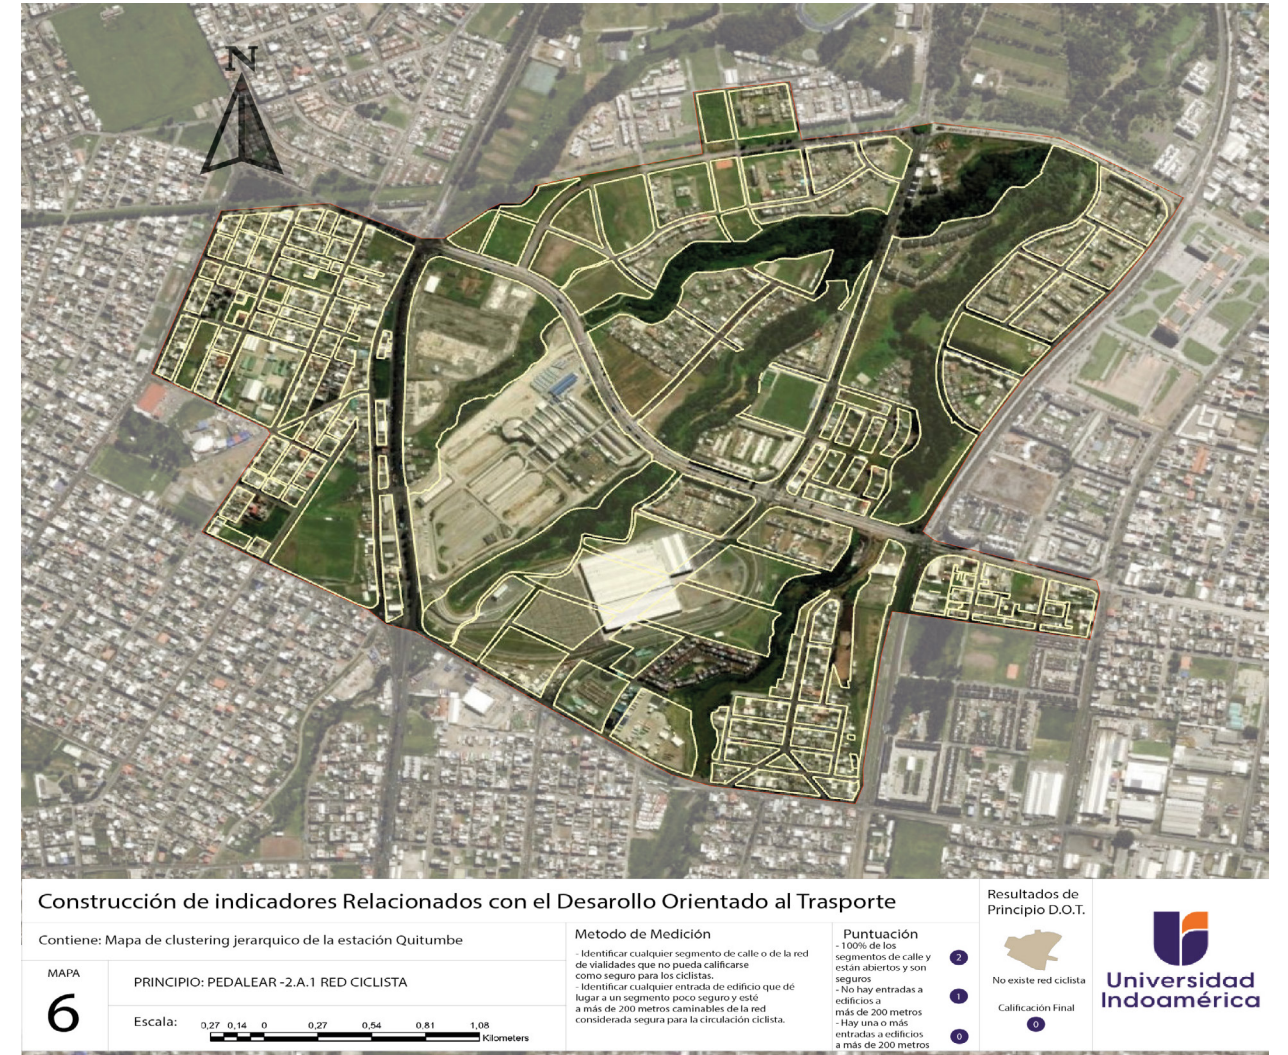 N
Construcción de indicadores Relacionados con el Desarollo Orientado al Trasporte
Contiene: Mapa de clustering jerarquico de la estación Quitumbe
MAPA
6
PRINCIPIO: PEDALEAR -2.A.1 RED CICLISTA
Escala:
0,27 0,14 0 0,27 0,54 0,81 1,08
Kilometers
Metodo de Medición
- Identificar cualquier segmento de calle o de la red
de vialidades que no pueda calificarse
como seguro para los ciclistas.
- Identificar cualquier entrada de edificio que dé
lugar a un segmento poco seguro y esté
a más de 200 metros caminables de la red
considerada segura para la circulación ciclista.
Puntuación
- 100% de los
segmentos de calle y
están abiertos y son
seguros
2
- No hay entradas a
edificios a
más de 200 metros
1
- Hay una o más
entradas a edificios
a más de 200 metros
0
Resultados de
Principio D.O.T.
No existe red ciclista
Calificación Final
0
Universidad
Indoamérica